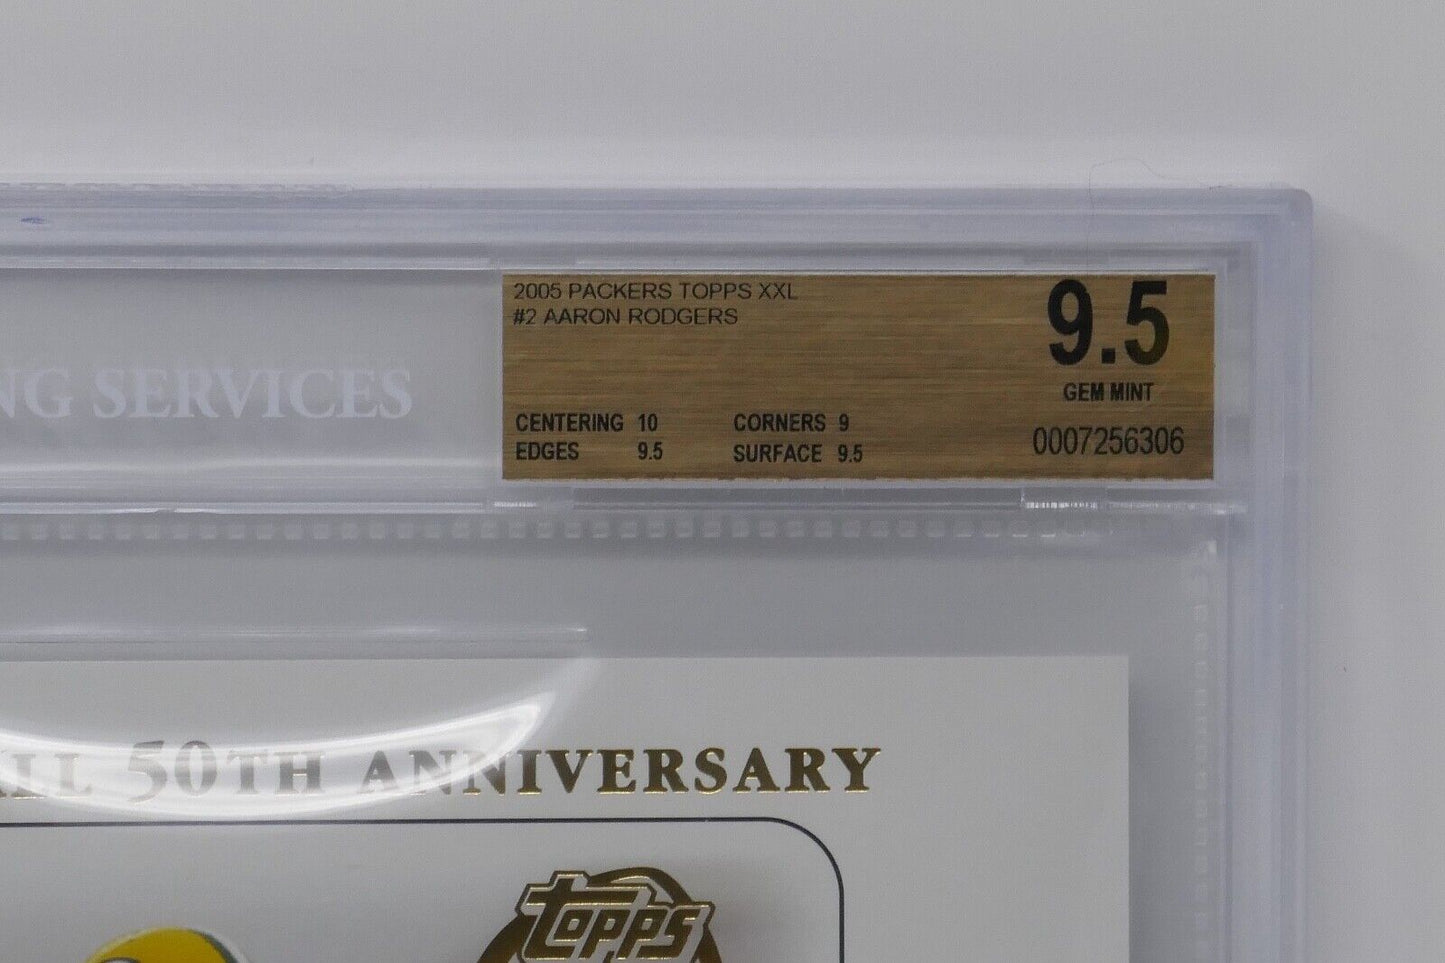 2005 PACKERS TOPPS XXL
#2 AARON RODGERS
9.5
GEM MINT
CENTERING 10 CORNERS 9
EDGES 9.5 SURFACE 9.5
0007256306
SERVICES
50TH ANNIVERSARY
TOPPS